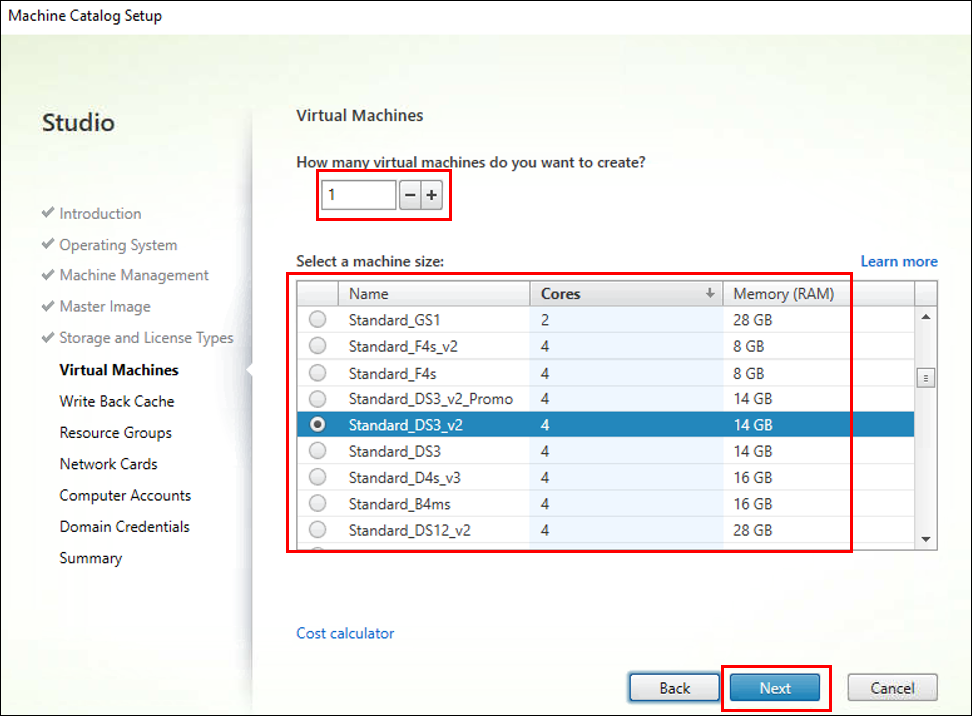 Machine Catalog Setup
Studio
Introduction
Operating System
Machine Management
Master Image
Storage and License Types
Virtual Machines
Write Back Cache
Resource Groups
Network Cards
Computer Accounts
Domain Credentials
Summary
Virtual Machines
How many virtual machines do you want to create?
1 − +
Select a machine size: Learn more
Name Cores Memory (RAM)
Standard_GS1 2 28 GB
Standard_F4s_v2 4 8 GB
Standard_F4s 4 8 GB
Standard_DS3_v2_Promo 4 14 GB
Standard_DS3_v2 4 14 GB
Standard_DS3 4 14 GB
Standard_D4s_v3 4 16 GB
Standard_B4ms 4 16 GB
Standard_DS12_v2 4 28 GB
Cost calculator
Back Next Cancel